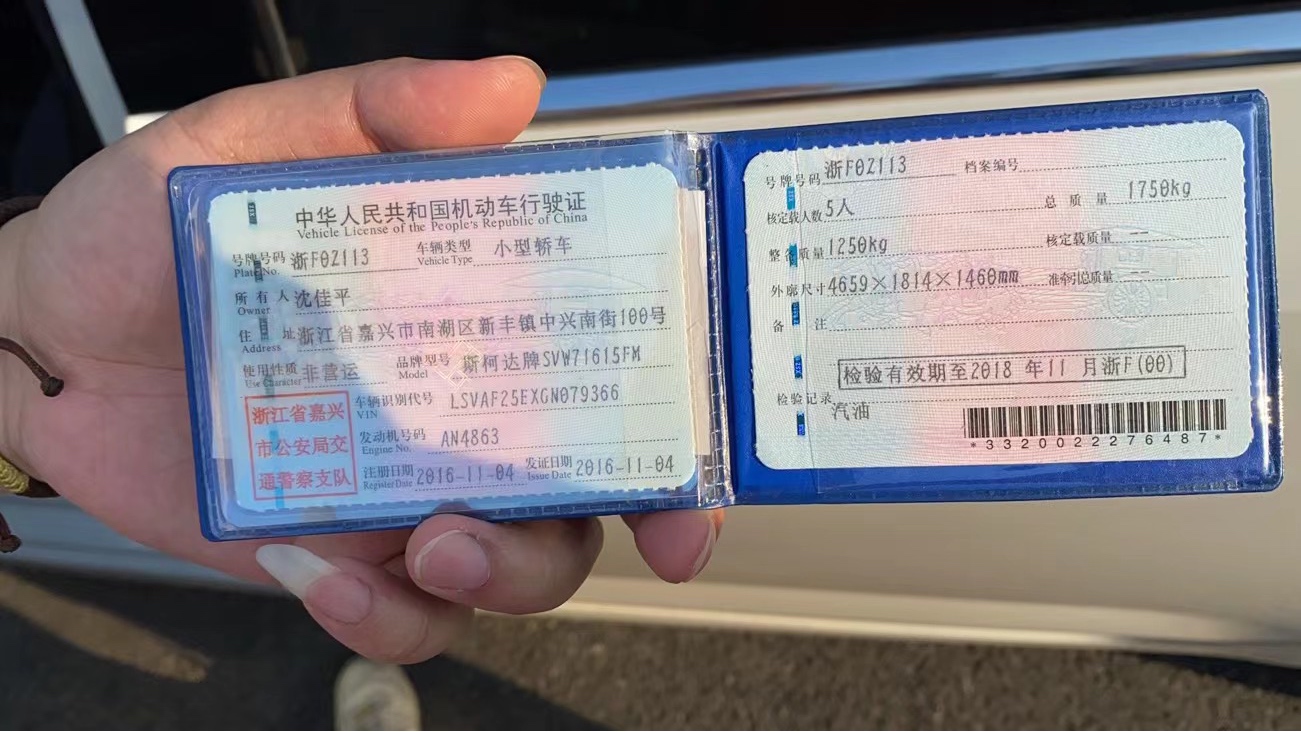 中华人民共和国机动车行驶证
Vehicle License of the People's Republic of China
号牌号码 浙F0Z113 车辆类型 小型轿车
Plate No. Vehicle Type
所有人 沈佳平
Owner
住址 浙江省嘉兴市南湖区新丰镇中兴南街100号
Address
使用性质 非营运 品牌型号 斯柯达牌SVW71615FM
Use Character Model
车辆识别代号 LSVAF25EXGN079366
VIN
发动机号码 AN4863
Engine No.
注册日期 2016-11-04 发证日期 2016-11-04
Register Date Issue Date
浙江省嘉兴
市公安局交
通警察支队
号牌号码 浙F0Z113 档案编号
核定载人数 5人 总质量 1750kg
整备质量 1250kg 核定载质量 --
外廓尺寸 4659×1814×1460mm 准牵引总质量 --
备注
检验有效期至2018 年11 月浙F(00)
检验记录
汽油
*3320022276487*